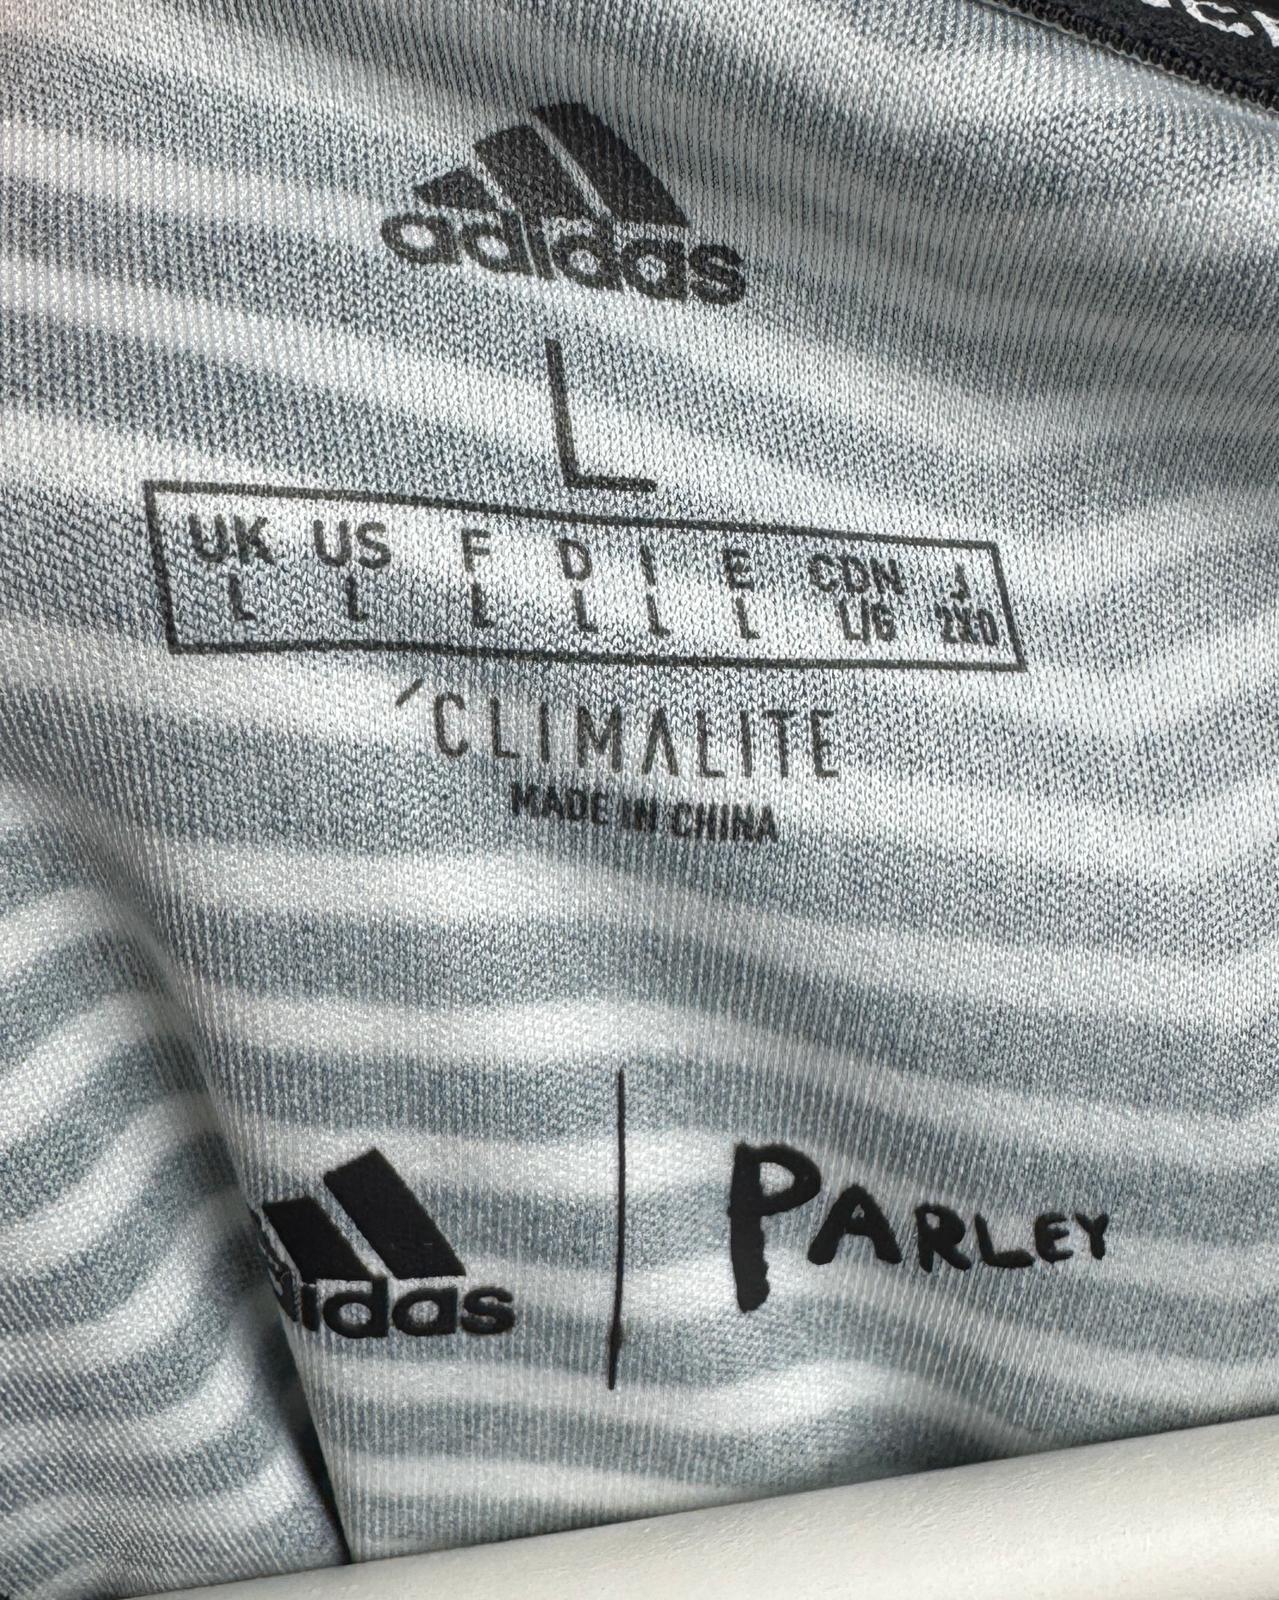 adidas
L
UK US F D I E CDN J
L L L L L L L/G 2XO
CLIMALITE
MADE IN CHINA
adidas PARLEY